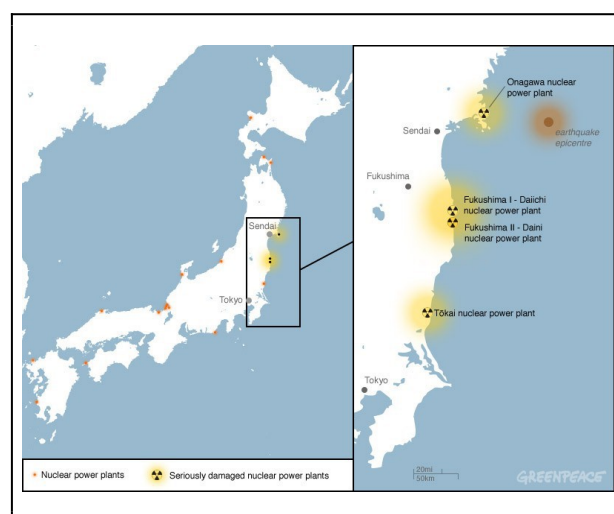 Sendai
Tokyo
Nuclear power plants
Seriously damaged nuclear power plants
Onagawa nuclear
power plant
Sendai
earthquake
epicentre
Fukushima
Fukushima I - Daiichi
nuclear power plant
Fukushima II - Daini
nuclear power plant
Tōkai nuclear power plant
Tokyo
20mi
50km
GREENPEACE